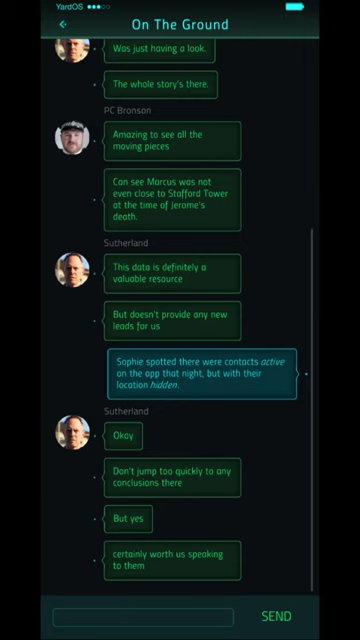 YardOS
On The Ground
Was just having a look.
The whole story's there.
PC Bronson
Amazing to see all the
moving pieces
Can see Marcus was not
even close to Stafford Tower
at the time of Jerome's
death.
Sutherland
This data is definitely a
valuable resource
But doesn't provide any new
leads for us
Sophie spotted there were contacts active
on the app that night, but with their
location hidden.
Sutherland
Okay
Don't jump too quickly to any
conclusions there
But yes
certainly worth us speaking
to them
SEND